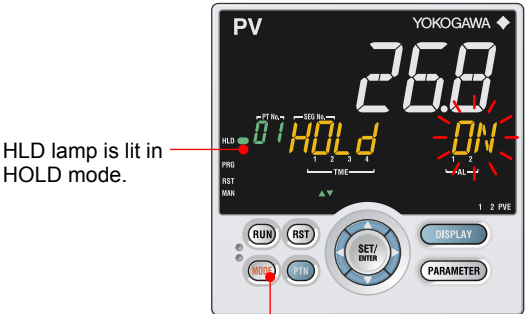 PV YOKOGAWA
26.8
PT No. SEG No.
HLD 01 HOLd ON
1 2 3 4 1 2
TME AL
PRG
RST
MAN
1 2 PVE
HLD lamp is lit in
HOLD mode.
RUN RST DISPLAY
SET/
ENTER
MODE PTN PARAMETER